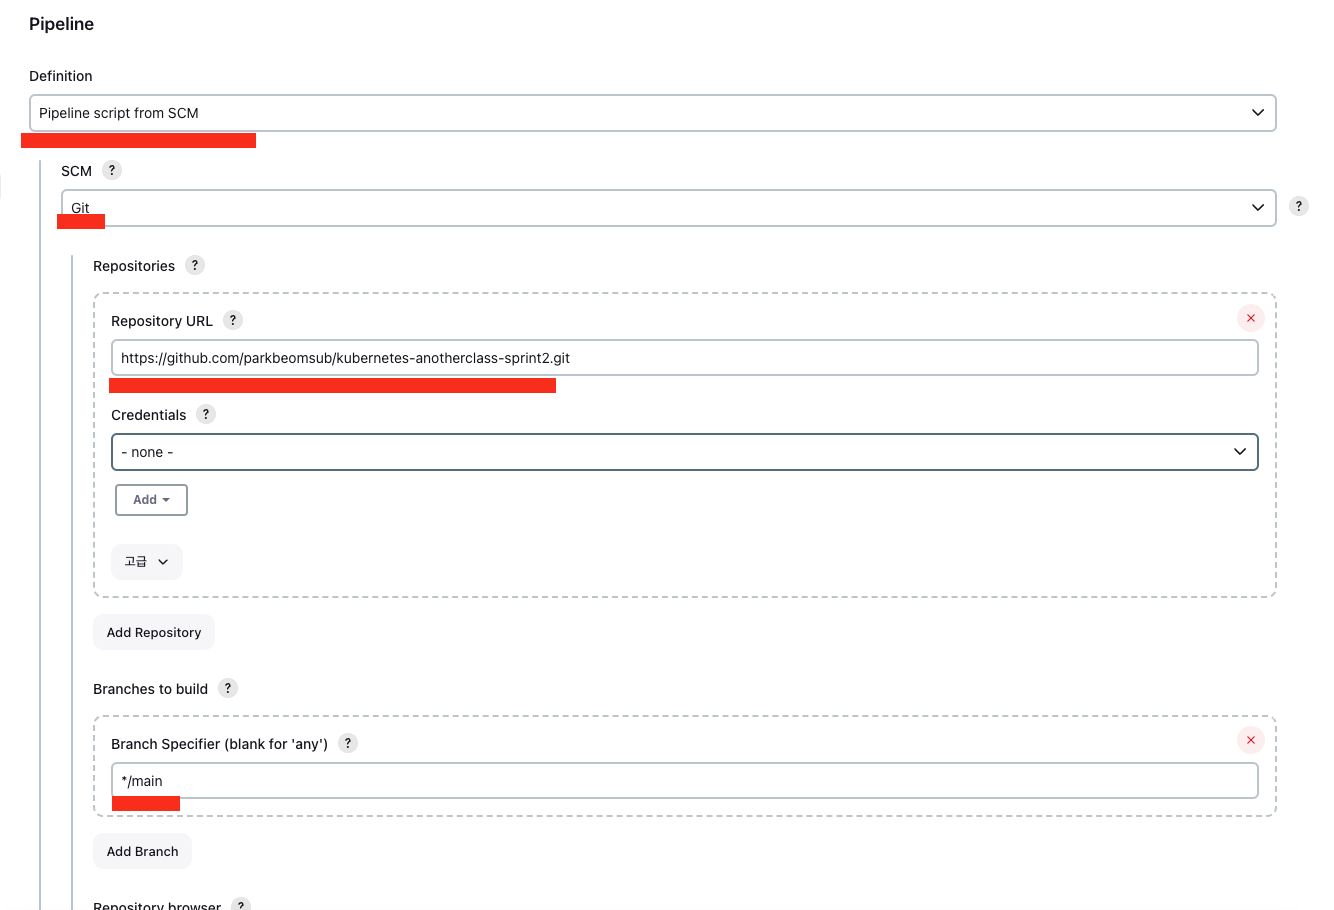 Pipeline
Definition
Pipeline script from SCM
SCM ?
Git
?
Repositories ?
Repository URL ?
https://github.com/parkbeomsub/kubernetes-anotherclass-sprint2.git
Credentials ?
- none -
Add
고급
Add Repository
Branches to build ?
Branch Specifier (blank for 'any') ?
*/main
Add Branch
Repository browser ?